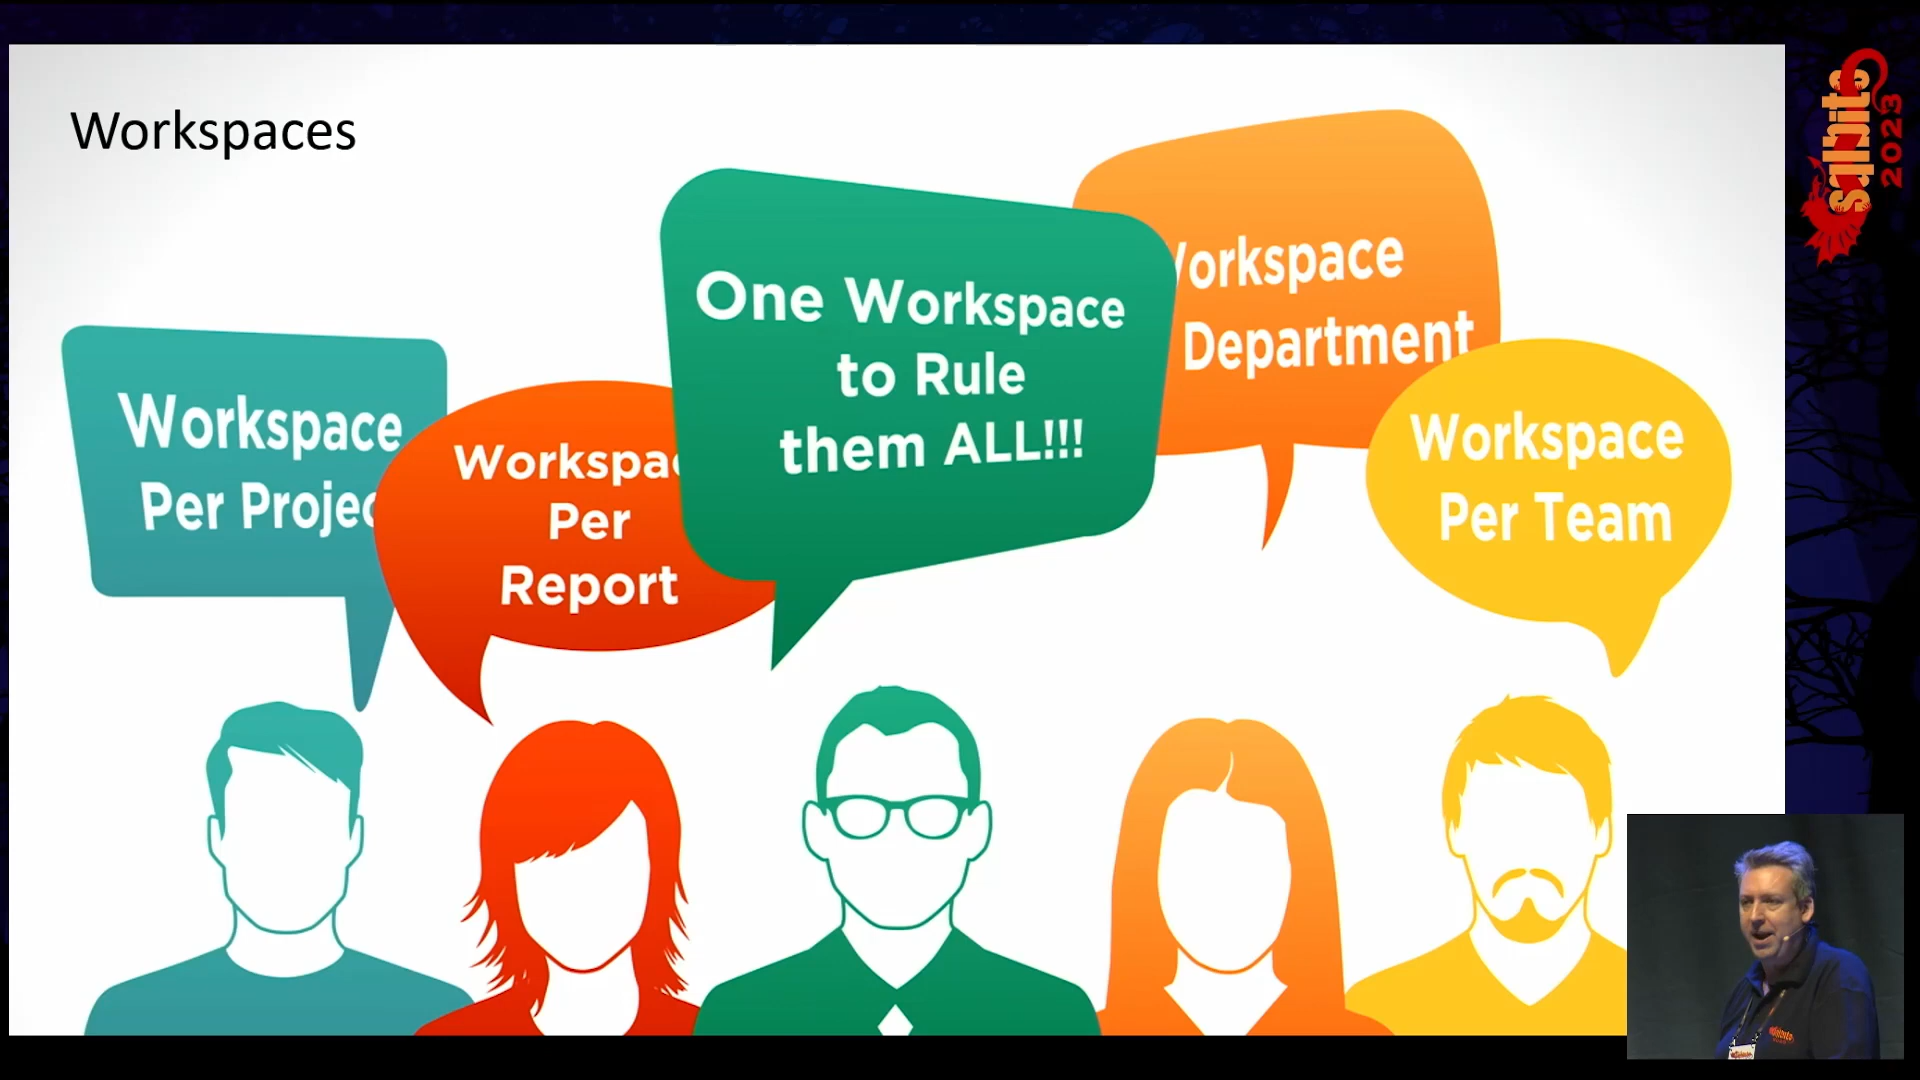 Workspaces
Workspace
Per Projec
Workspac
Per
Report
One Workspace
to Rule
them ALL!!!
orkspace
Department
Workspace
Per Team
sqlbits
2023